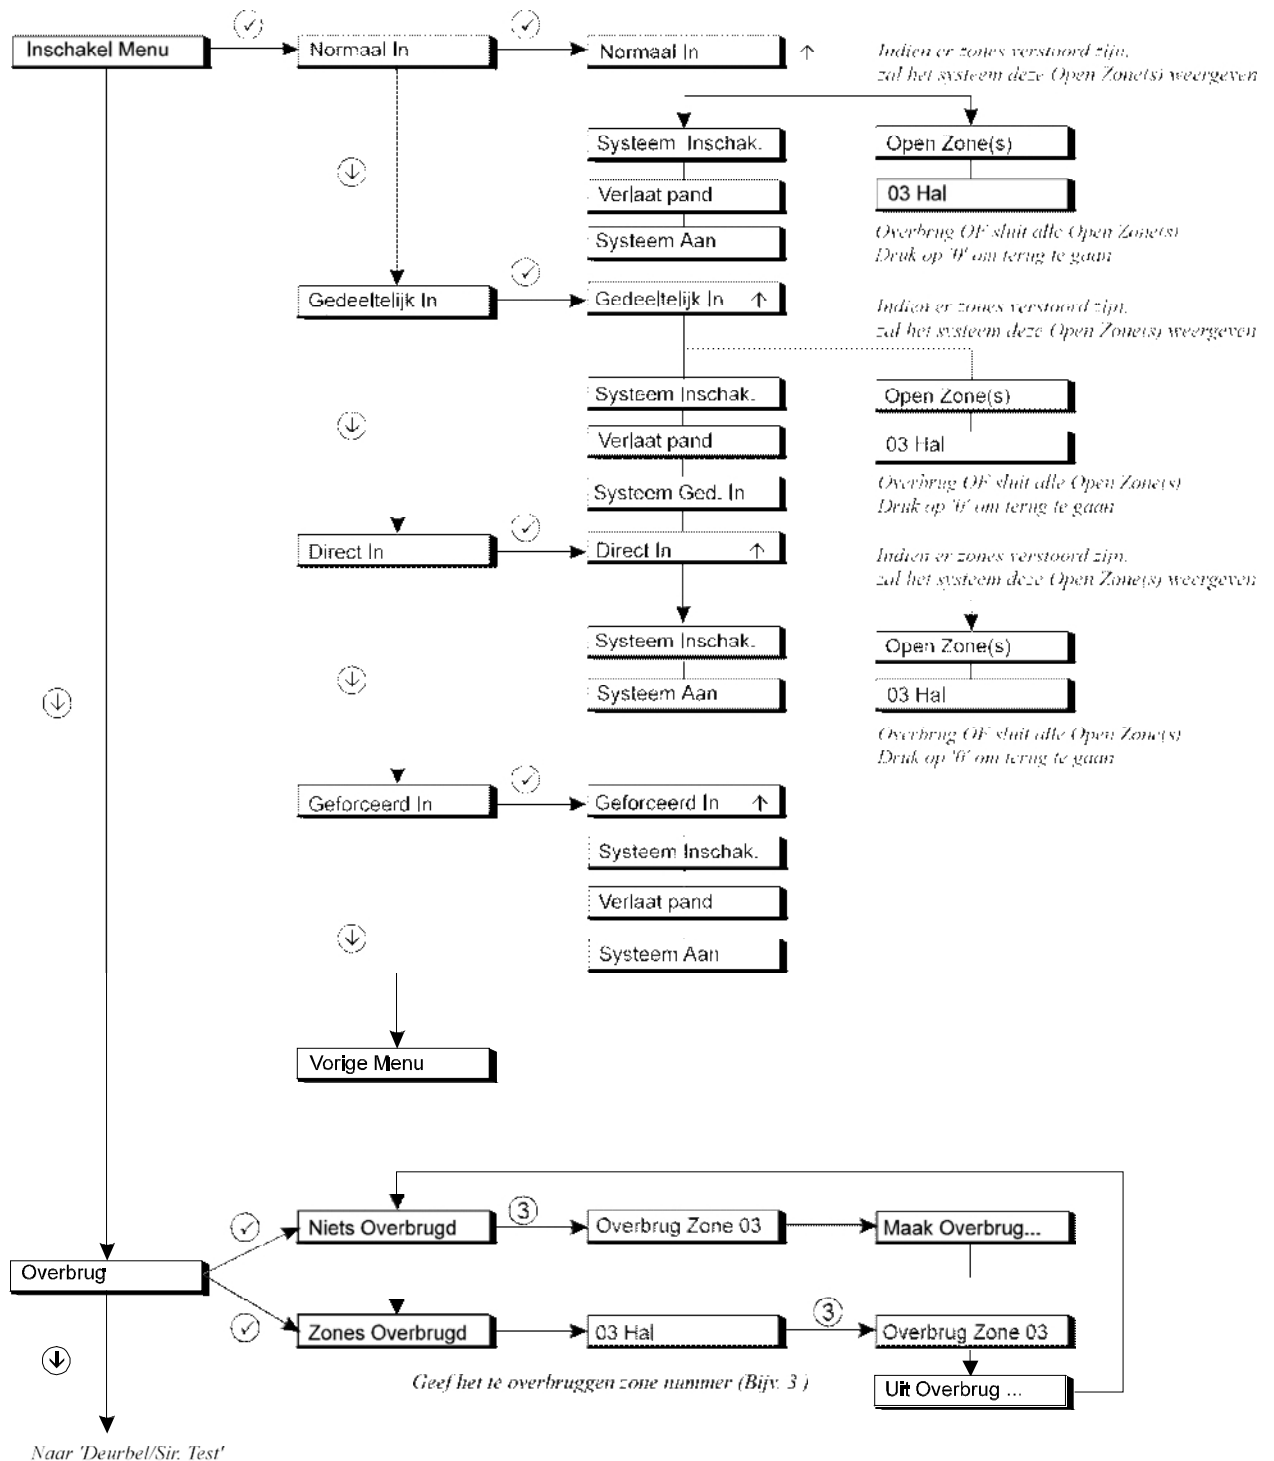 Inschakel Menu
Normaal In
Normaal In ↑
Indien er zones verstoord zijn,
zal het systeem deze Open Zone(s) weergeven
Systeem Inschak.
Open Zone(s)
Verlaat pand
03 Hal
Systeem Aan
Overbrug OF sluit alle Open Zone(s)
Druk op '0' om terug te gaan
Gedeeltelijk In
Gedeeltelijk In ↑
Indien er zones verstoord zijn,
zal het systeem deze Open Zone(s) weergeven
Systeem Inschak.
Open Zone(s)
Verlaat pand
03 Hal
Systeem Ged. In
Overbrug OF sluit alle Open Zone(s)
Druk op '0' om terug te gaan
Direct In
Direct In ↑
Indien er zones verstoord zijn,
zal het systeem deze Open Zone(s) weergeven
Systeem Inschak.
Open Zone(s)
Systeem Aan
03 Hal
Overbrug OF sluit alle Open Zone(s)
Druk op '0' om terug te gaan
Geforceerd In
Geforceerd In ↑
Systeem Inschak.
Verlaat pand
Systeem Aan
Vorige Menu
Niets Overbrugd
3
Overbrug Zone 03
Maak Overbrug...
Overbrug
Zones Overbrugd
03 Hal
3
Overbrug Zone 03
Geef het te overbruggen zone nummer (Bijv. 3 )
Uit Overbrug ...
Naar 'Deurbel/Sir. Test'